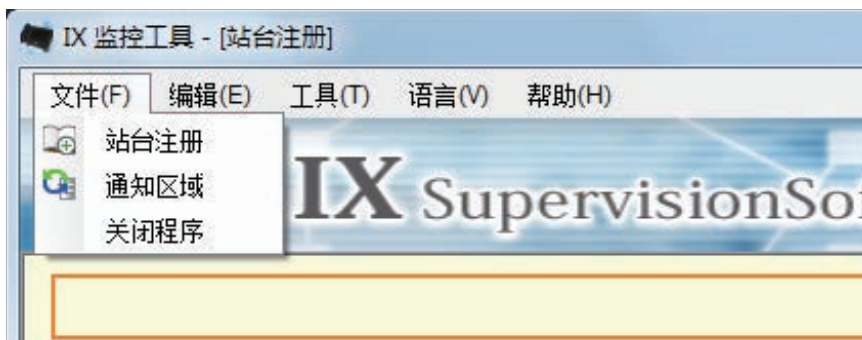 IX 监控工具 - [站台注册]
文件(F) 编辑(E) 工具(T) 语言(V) 帮助(H)
站台注册
通知区域
关闭程序
IX SupervisionSo